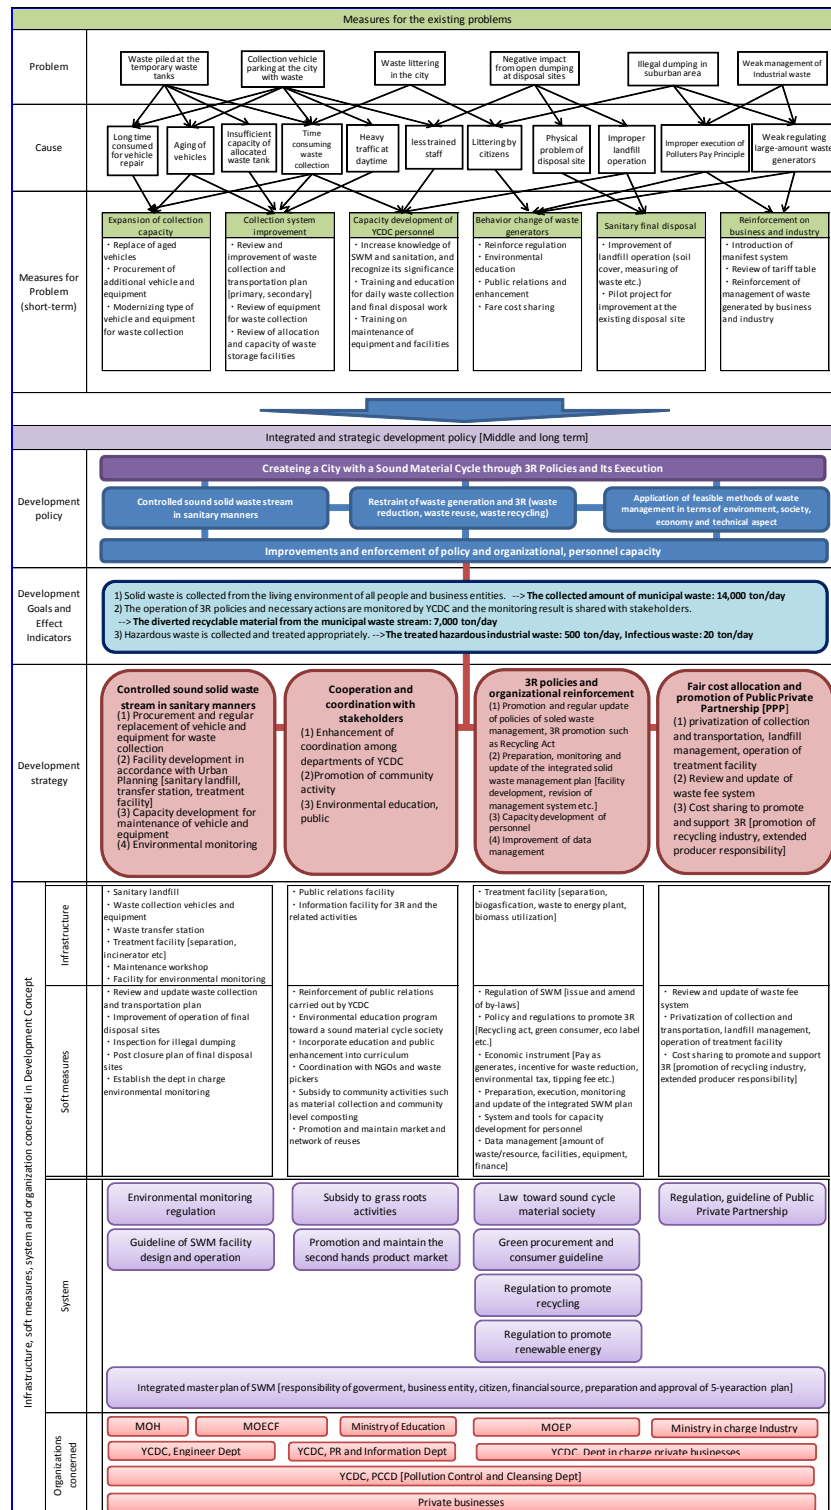 Measures for the existing problems
Problem
Waste piled at the
temporary waste
tanks
Collection vehicle
parking at the city
with waste
Waste littering
in the city
Negative impact
from open dumping
at disposal sites
Illegal dumping in
suburban area
Weak management of
Industrial waste
Cause
Long time
consumed
for vehicle
repair
Aging of
vehicles
Insufficient
capacity of
allocated
waste tank
Time
consuming
waste
collection
Heavy
traffic at
daytime
less trained
staff
Littering by
citizens
Physical
problem of
disposal site
Improper
landfill
operation
Improper execution of
Polluters Pay Principle
Weak regulating
large-amount waste
generators
Measures for
Problem
(short-term)
Expansion of collection
capacity
・ Replace of aged
vehicles
・ Procurement of
additional vehicle and
equipment
・ Modernizing type of
vehicle and equipment
for waste collection
Collection system
improvement
・ Review and
improvement of waste
collection and
transportation plan
[primary, secondary]
・ Review of equipment
for waste collection
・ Review of allocation
and capacity of waste
storage facilities
Capacity development of
YCDC personnel
・ Increase knowledge of
SWM and sanitation, and
recognize its significance
・ Training and education
for daily waste collection
and final disposal work
・ Training on
maintenance of
equipment and facilities
Behavior change of waste
generators
・ Reinforce regulation
・ Environmental
education
・ Public relations and
enhancement
・ Fare cost sharing
Sanitary final disposal
・ Improvement of
landfill operation (soil
cover, measuring of
waste etc.)
・ Pilot project for
improvement at the
existing disposal site
Reinforcement on
business and industry
・ Introduction of
manifest system
・ Review of tariff table
・ Reinforcement of
management of waste
generated by business
and industry
Integrated and strategic development policy [Middle and long term]
Development
policy
Createing a City with a Sound Material Cycle through 3R Policies and Its Execution
Controlled sound solid waste stream
in sanitary manners
Restraint of waste generation and 3R (waste
reduction, waste reuse, waste recycling)
Application of feasible methods of waste
management in terms of environment, society,
economy and technical aspect
Improvements and enforcement of policy and organizational, personnel capacity
Development
Goals and
Effect
Indicators
1) Solid waste is collected from the living environment of all people and business entities. --> The collected amount of municipal waste: 14,000 ton/day
2) The operation of 3R policies and necessary actions are monitored by YCDC and the monitoring result is shared with stakeholders.
--> The diverted recyclable material from the municipal waste stream: 7,000 ton/day
3) Hazardous waste is collected and treated appropriately. -->The treated hazardous industrial waste: 500 ton/day, Infectious waste: 20 ton/day
Development
strategy
Controlled sound solid waste
stream in sanitary manners
(1) Procurement and regular
replacement of vehicle and
equipment for waste
collection
(2) Facility development in
accordance with Urban
Planning [sanitary landfill,
transfer station, treatment
facility]
(3) Capacity development for
maintenance of vehicle and
equipment
(4) Environmental monitoring
Cooperation and
coordination with
stakeholders
(1) Enhancement of
coordination among
departments of YCDC
(2)Promotion of community
activity
(3) Environmental education,
public
3R policies and
organizational reinforcement
(1) Promotion and regular update
of policies of soled waste
management, 3R promotion such
as Recycling Act
(2) Preparation, monitoring and
update of the integrated solid
waste management plan [facility
development, revision of
management system etc.]
(3) Capacity development of
personnel
(4) Improvement of data
management
Fair cost allocation and
promotion of Public Private
Partnership [PPP]
(1) privatization of collection
and transportation, landfill
management, operation of
treatment facility
(2) Review and update of
waste fee system
(3) Cost sharing to promote
and support 3R [promotion of
recycling industry, extended
producer responsibility]
Infrastructure, soft measures, system and organization concerned in Development Concept
Infrastructure
・ Sanitary landfill
・ Waste collection vehicles and
equipment
・ Waste transfer station
・ Treatment facility [separation,
incinerator etc]
・ Maintenance workshop
・ Facility for environmental monitoring
・ Public relations facility
・ Information facility for 3R and the
related activities
・ Treatment facility [separation,
biogasfication, waste to energy plant,
biomass utilization]
Soft measures
・ Review and update waste collection
and transportation plan
・ Improvement of operation of final
disposal sites
・ Inspection for illegal dumping
・ Post closure plan of final disposal
sites
・ Establish the dept in charge
environmental monitoring
・ Reinforcement of public relations
carried out by YCDC
・ Environmental education program
toward a sound material cycle society
・ Incorporate education and public
enhancement into curriculum
・ Coordination with NGOs and waste
pickers
・ Subsidy to community activities such
as material collection and community
level composting
・ Promotion and maintain market and
network of reuses
・ Regulation of SWM [issue and amend
of by-laws]
・ Policy and regulations to promote 3R
[Recycling act, green consumer, eco label
etc.]
・ Economic instrument [Pay as
generates, incentive for waste reduction,
environmental tax, tipping fee etc.)
・ Preparation, execution, monitoring
and update of the integrated SWM plan
・ System and tools for capacity
development for personnel
・ Data management [amount of
waste/resource, facilities, equipment,
finance]
・ Review and update of waste fee
system
・ Privatization of collection and
transportation, landfill management,
operation of treatment facility
・ Cost sharing to promote and support
3R [promotion of recycling industry,
extended producer responsibility]
System
Environmental monitoring
regulation
Subsidy to grass roots
activities
Law toward sound cycle
material society
Regulation, guideline of Public
Private Partnership
Guideline of SWM facility
design and operation
Promotion and maintain the
second hands product market
Green procurement and
consumer guideline
Regulation to promote
recycling
Regulation to promote
renewable energy
Integrated master plan of SWM [responsibility of goverment, business entity, citizen, financial source, preparation and approval of 5-yearaction plan]
Organizations
concerned
MOH
MOECF
Ministry of Education
MOEP
Ministry in charge Industry
YCDC, Engineer Dept
YCDC, PR and Information Dept
YCDC, Dept in charge private businesses
YCDC, PCCD [Pollution Control and Cleansing Dept]
Private businesses